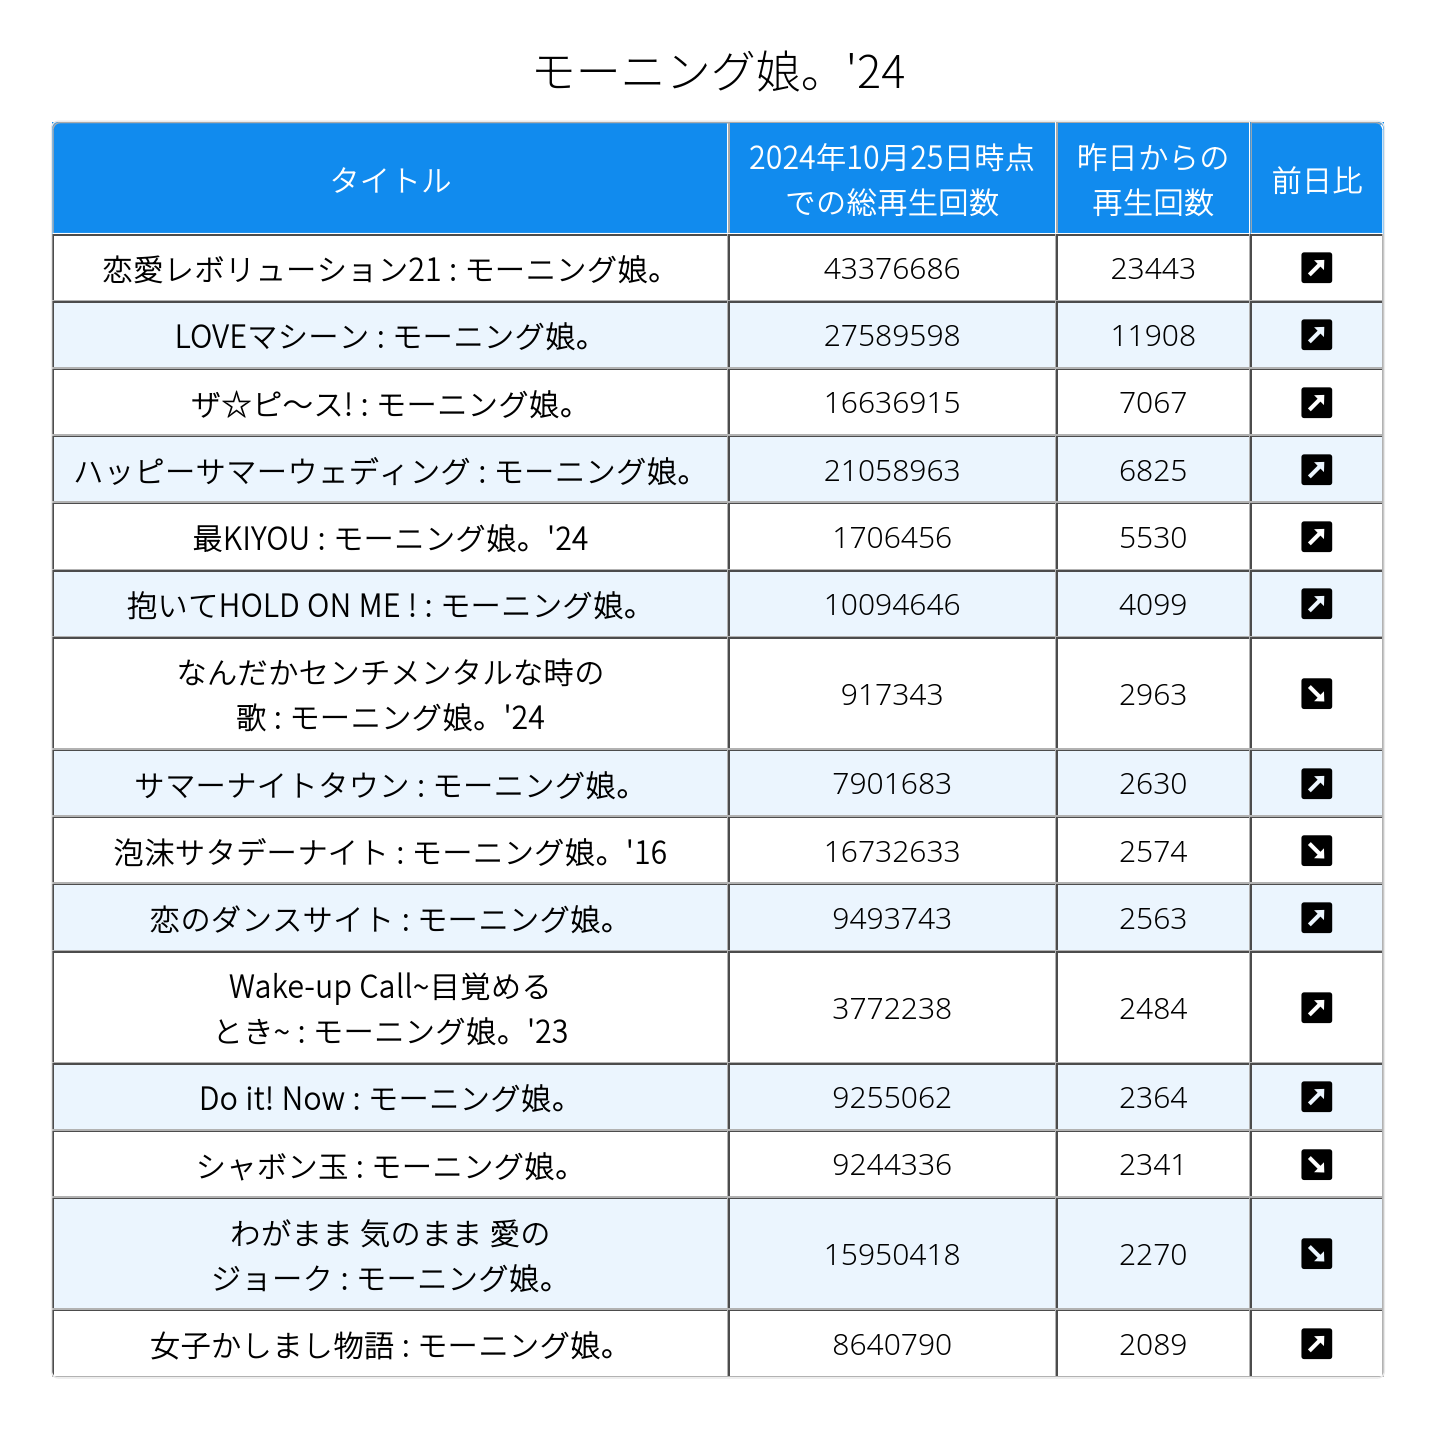 モーニング娘。'24
タイトル
2024年10月25日時点
での総再生回数
昨日からの
再生回数
前日比
恋愛レボリューション21 : モーニング娘。 43376686 23443
LOVEマシーン : モーニング娘。 27589598 11908
ザ☆ピ〜ス! : モーニング娘。 16636915 7067
ハッピーサマーウェディング : モーニング娘。 21058963 6825
最KIYOU : モーニング娘。'24 1706456 5530
抱いてHOLD ON ME ! : モーニング娘。 10094646 4099
なんだかセンチメンタルな時の
歌 : モーニング娘。'24
917343 2963
サマーナイトタウン : モーニング娘。 7901683 2630
泡沫サタデーナイト : モーニング娘。'16 16732633 2574
恋のダンスサイト : モーニング娘。 9493743 2563
Wake-up Call~目覚める
とき~ : モーニング娘。'23
3772238 2484
Do it! Now : モーニング娘。 9255062 2364
シャボン玉 : モーニング娘。 9244336 2341
わがまま 気のまま 愛の
ジョーク : モーニング娘。
15950418 2270
女子かしまし物語 : モーニング娘。 8640790 2089